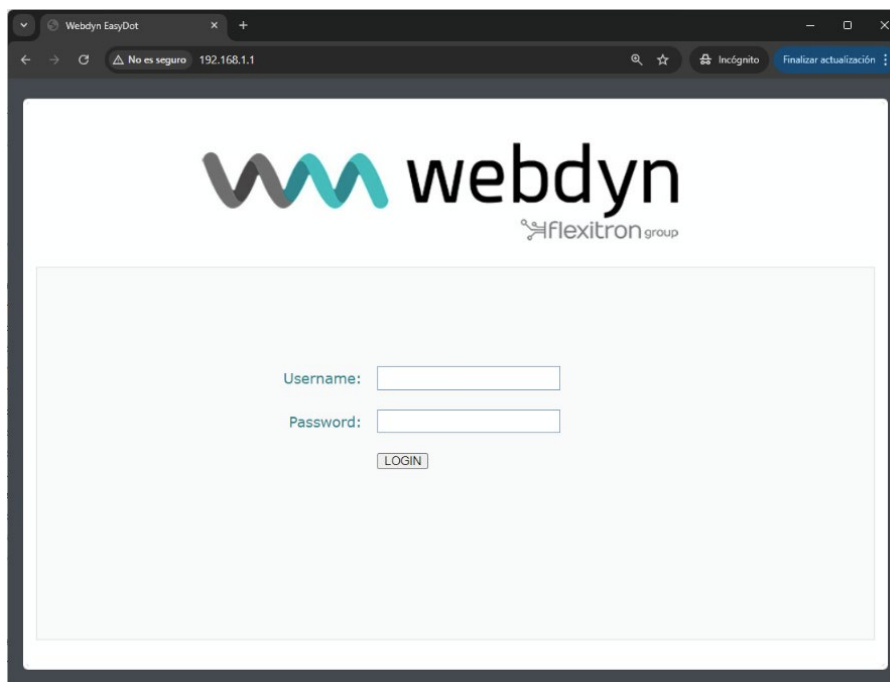 Webdyn EasyDot
No es seguro 192.168.1.1 Incógnito Finalizar actualización
webdyn
flexitron group
Username:
Password:
LOGIN